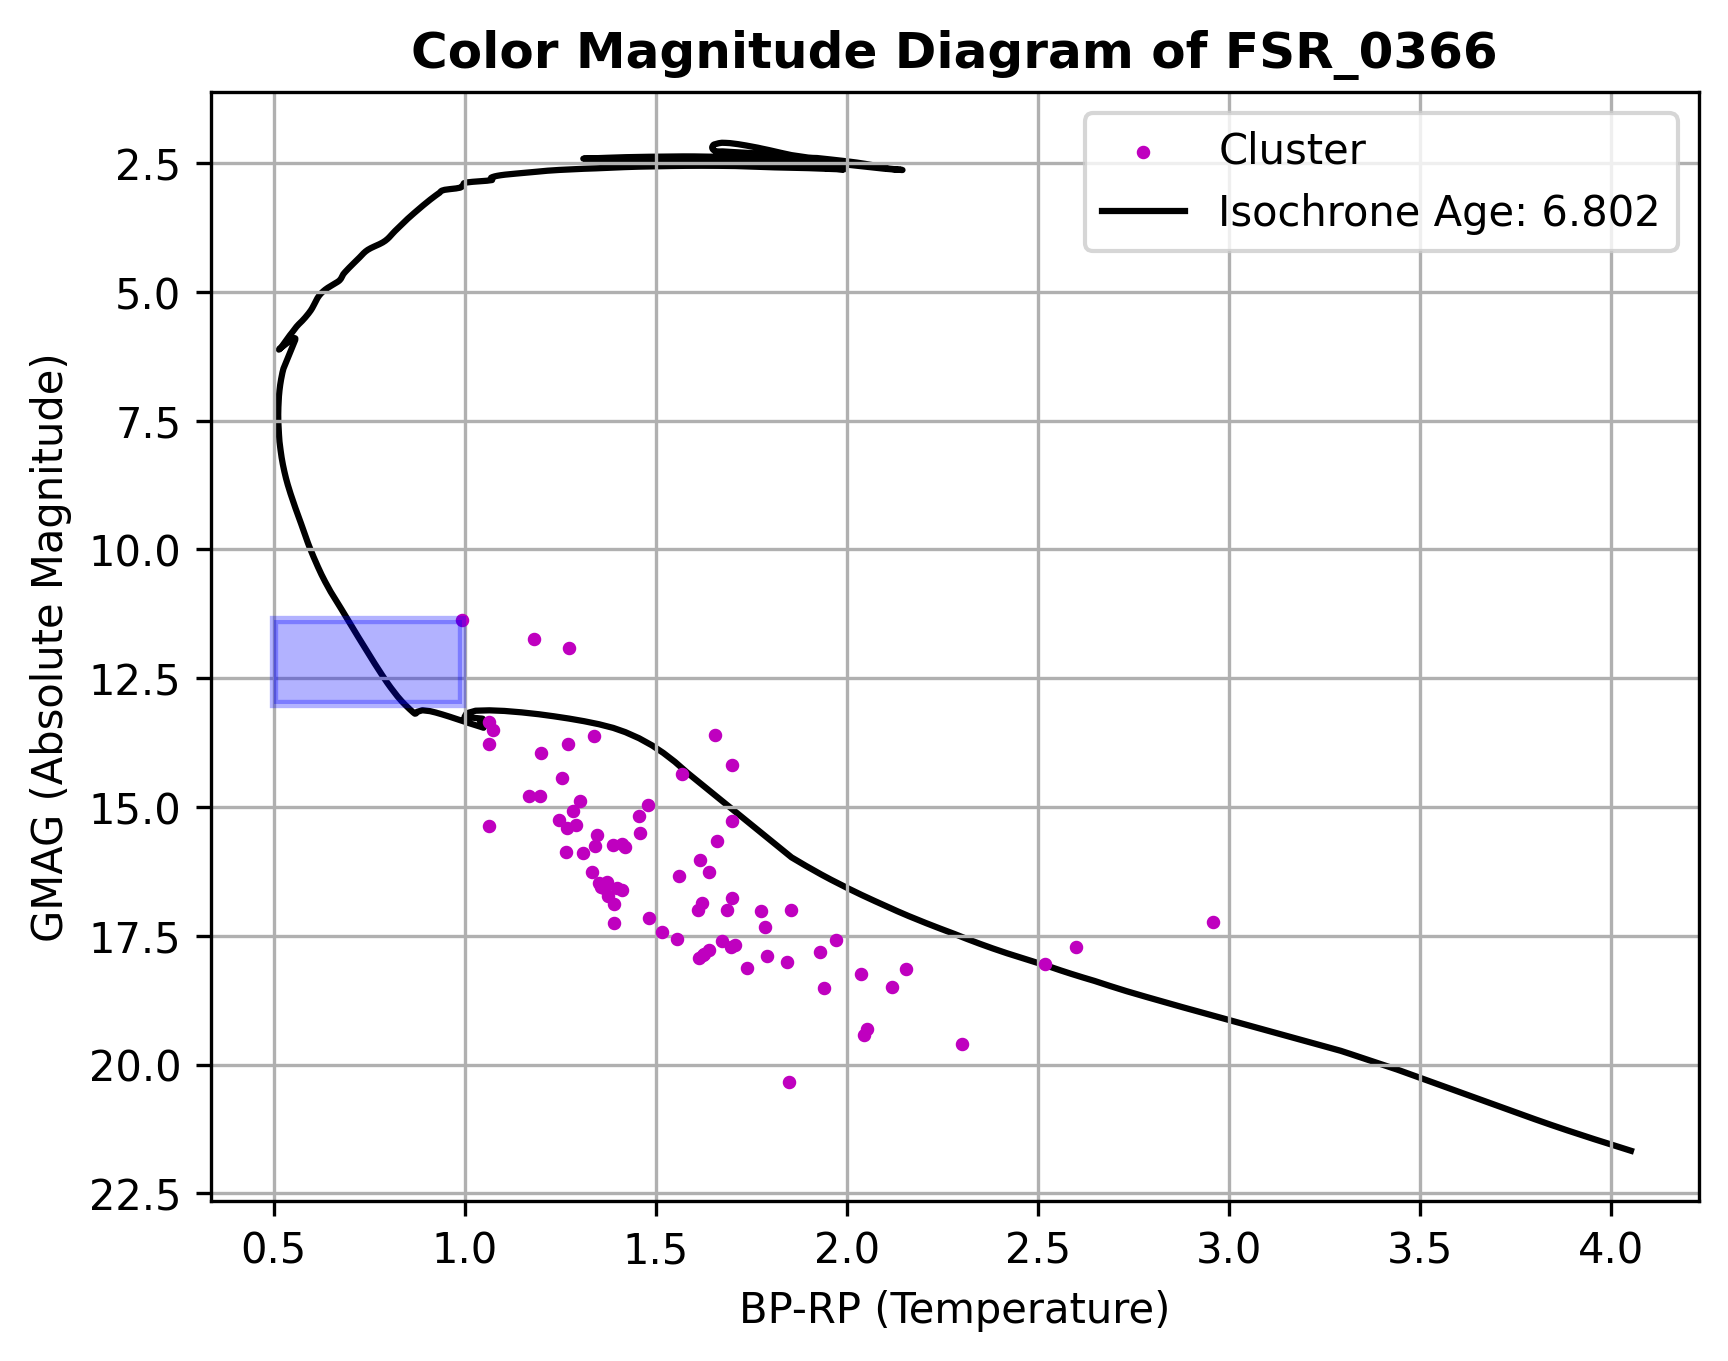 Color Magnitude Diagram of FSR_0366
Cluster
Isochrone Age: 6.802
GMAG (Absolute Magnitude)
2.5
5.0
7.5
10.0
12.5
15.0
17.5
20.0
22.5
0.5 1.0 1.5 2.0 2.5 3.0 3.5 4.0
BP-RP (Temperature)